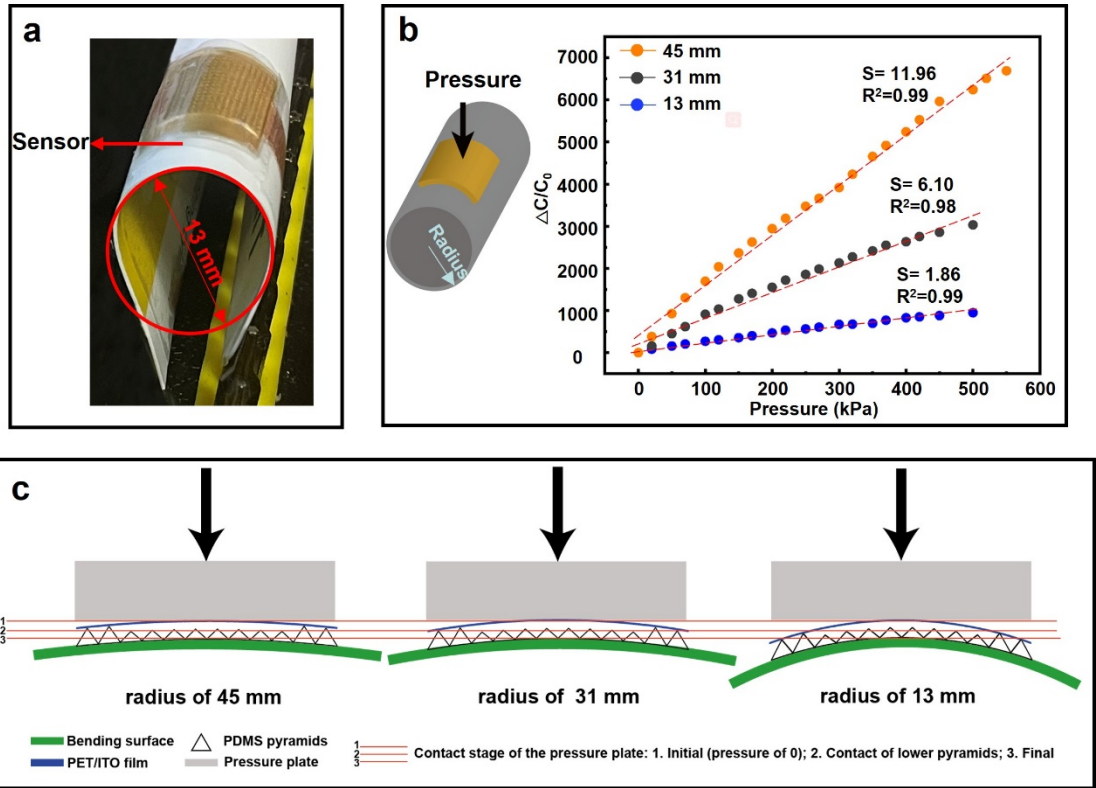 a
Sensor
13 mm
b
Pressure
Radius
45 mm
31 mm
13 mm
S= 11.96
R²=0.99
S= 6.10
R²=0.98
S= 1.86
R²=0.99
△C/C₀
7000
6000
5000
4000
3000
2000
1000
0
0 100 200 300 400 500 600
Pressure (kPa)
c
1
2
3
radius of 45 mm
radius of 31 mm
radius of 13 mm
Bending surface
PDMS pyramids
PET/ITO film
Pressure plate
1
2
3
Contact stage of the pressure plate: 1. Initial (pressure of 0); 2. Contact of lower pyramids; 3. Final